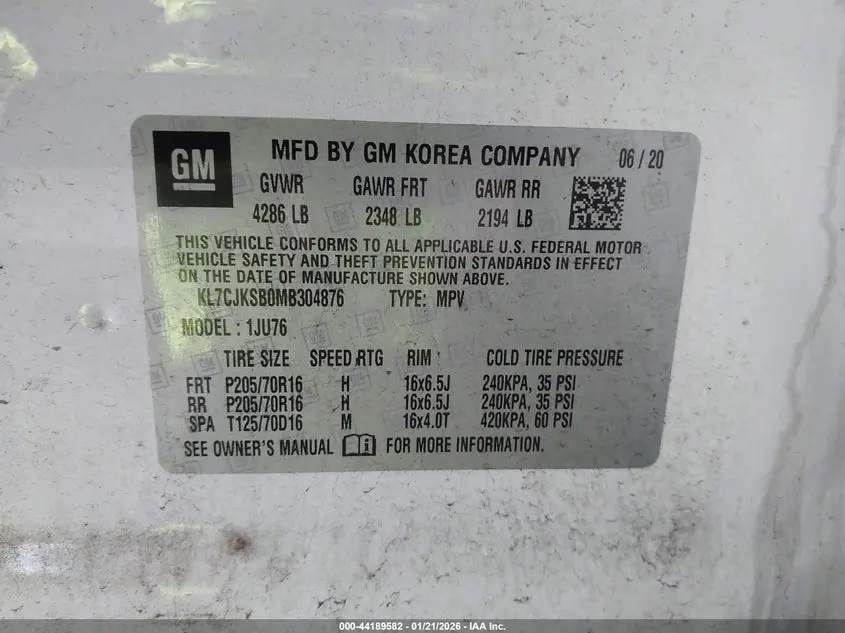 GM
MFD BY GM KOREA COMPANY 06 / 20
GVWR GAWR FRT GAWR RR
4286 LB 2348 LB 2194 LB
THIS VEHICLE CONFORMS TO ALL APPLICABLE U.S. FEDERAL MOTOR
VEHICLE SAFETY AND THEFT PREVENTION STANDARDS IN EFFECT
ON THE DATE OF MANUFACTURE SHOWN ABOVE.
KL7CJKSB0MB304876 TYPE: MPV
MODEL : 1JU76
TIRE SIZE SPEED RTG RIM COLD TIRE PRESSURE
FRT P205/70R16 H 16x6.5J 240KPA, 35 PSI
RR P205/70R16 H 16x6.5J 240KPA, 35 PSI
SPA T125/70D16 M 16x4.0T 420KPA, 60 PSI
SEE OWNER'S MANUAL FOR MORE INFORMATION.
000-44189582 - 01/21/2026 - IAA Inc.